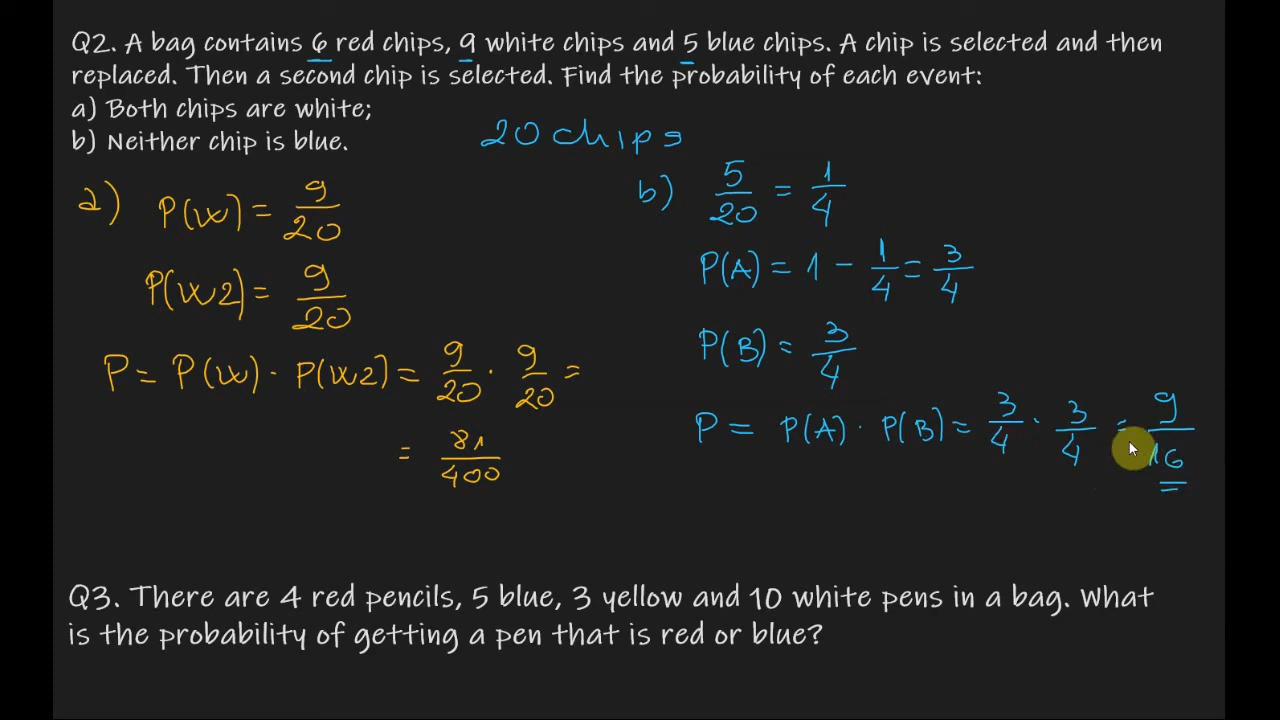 Q2. A bag contains 6 red chips, 9 white chips and 5 blue chips. A chip is selected and then
replaced. Then a second chip is selected. Find the probability of each event:
a) Both chips are white;
b) Neither chip is blue.
20 chips
a) P(W) = 9/20
P(W2) = 9/20
P = P(W) · P(W2) = 9/20 · 9/20 =
= 81/400
b) 5/20 = 1/4
P(A) = 1 - 1/4 = 3/4
P(B) = 3/4
P = P(A) · P(B) = 3/4 · 3/4 = 9/16
Q3. There are 4 red pencils, 5 blue, 3 yellow and 10 white pens in a bag. What
is the probability of getting a pen that is red or blue?